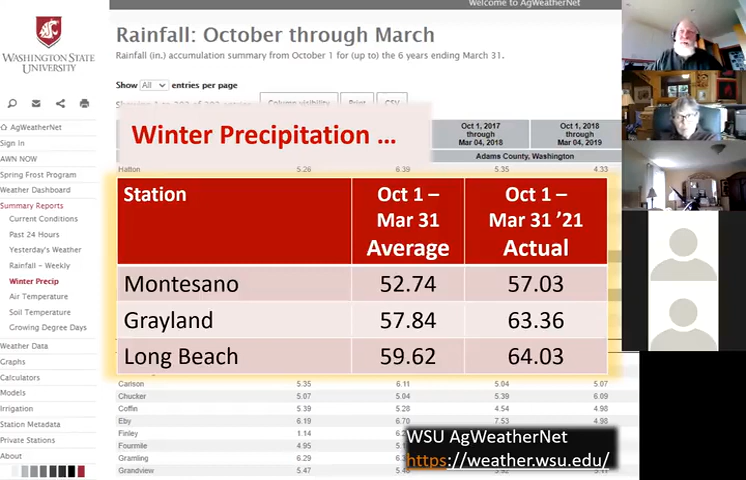 Welcome to AgWeatherNet
WASHINGTON STATE
UNIVERSITY
Rainfall: October through March
Rainfall (in.) accumulation summary from October 1 for (up to) the 6 years ending March 31.
Show All entries per page
Column visibility Print CSV
AgWeatherNet
Sign In
AWN NOW
Spring Frost Program
Weather Dashboard
Summary Reports
Current Conditions
Past 24 Hours
Yesterday's Weather
Rainfall – Weekly
Winter Precip
Air Temperature
Soil Temperature
Growing Degree Days
Weather Data
Graphs
Calculators
Models
Irrigation
Station Metadata
Private Stations
About
Winter Precipitation ...
Oct 1, 2017
through
Mar 04, 2018
Oct 1, 2018
through
Mar 04, 2019
Adams County, Washington
Hatton 5.26 6.39 5.35 4.33
Station Oct 1 – Mar 31 Average Oct 1 – Mar 31 ’21 Actual
Montesano 52.74 57.03
Grayland 57.84 63.36
Long Beach 59.62 64.03
Carlson 5.35 6.11 5.04 5.07
Chucker 5.07 5.04 5.39 6.09
Coffin 5.39 5.28 4.54 4.98
Eby 6.19 6.70 7.53 4.98
Finley 1.14
Fourmile 4.95
Gramling 6.29
Grandview 5.47
WSU AgWeatherNet
https://weather.wsu.edu/